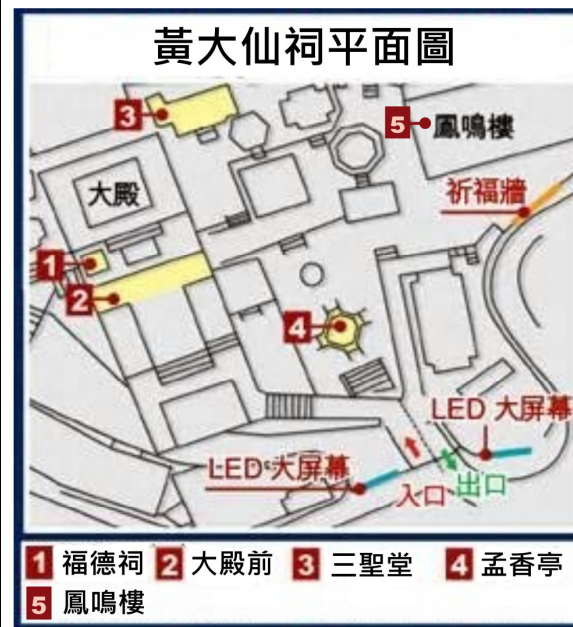 黃大仙祠平面圖
3
5 鳳鳴樓
大殿
祈福牆
1
2
4
LED 大屏幕
LED 大屏幕
入口 出口
1 福德祠 2 大殿前 3 三聖堂 4 孟香亭
5 鳳鳴樓